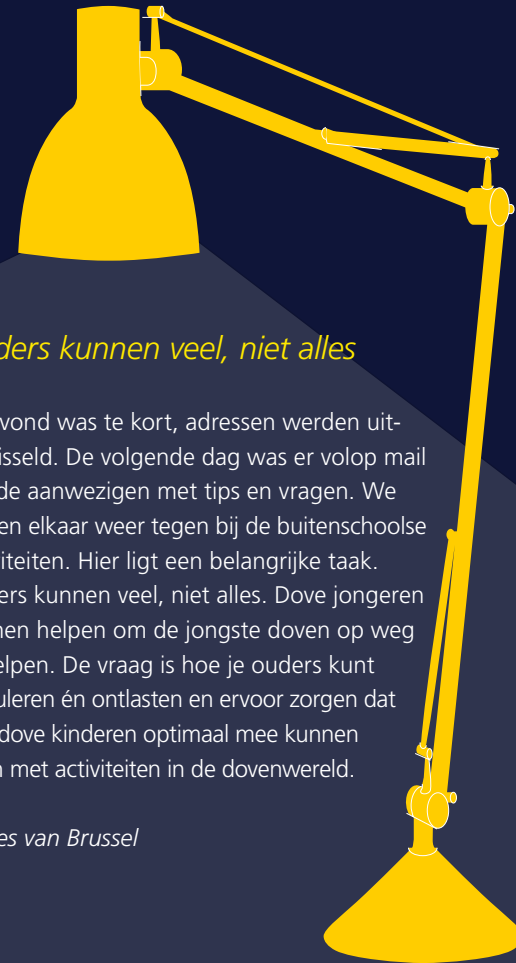 ders kunnen veel, niet alles
vond was te kort, adressen werden uit-
isseld. De volgende dag was er volop mail
de aanwezigen met tips en vragen. We
en elkaar weer tegen bij de buitenschoolse
iteiten. Hier ligt een belangrijke taak.
ers kunnen veel, niet alles. Dove jongeren
nen helpen om de jongste doven op weg
elpen. De vraag is hoe je ouders kunt
uleren én ontlasten en ervoor zorgen dat
dove kinderen optimaal mee kunnen
n met activiteiten in de dovenwereld.
es van Brussel